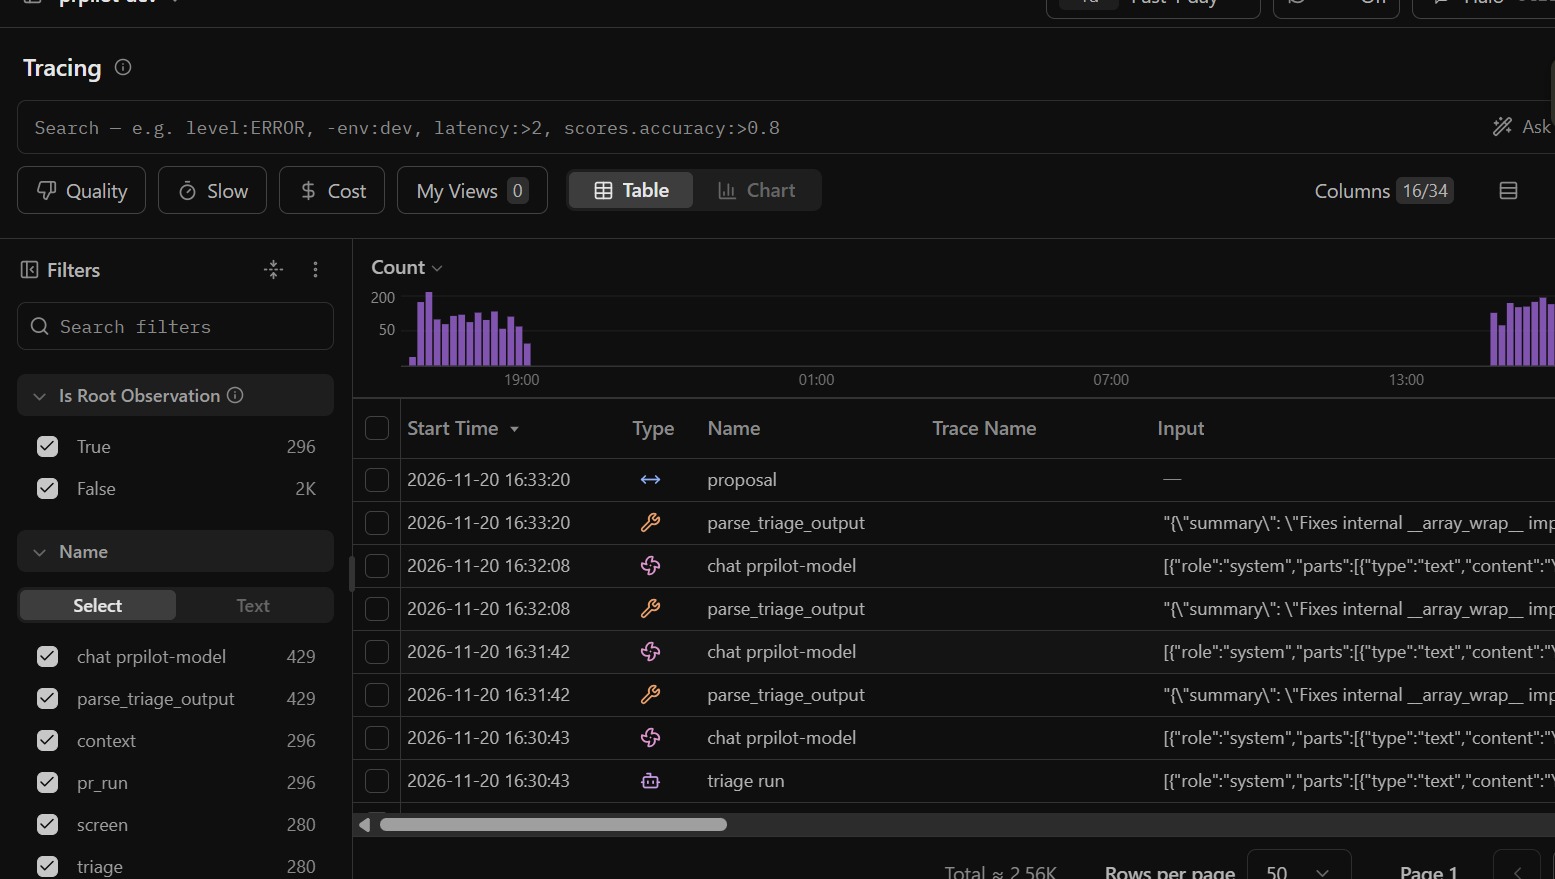 prpilot-dev
1d Past 1 day
Off
Halo
Tracing
Search — e.g. level:ERROR, -env:dev, latency:>2, scores.accuracy:>0.8
Ask
Quality
Slow
Cost
My Views 0
Table
Chart
Columns 16/34
Filters
Search filters
Is Root Observation
True 296
False 2K
Name
Select Text
chat prpilot-model 429
parse_triage_output 429
context 296
pr_run 296
screen 280
triage 280
Count
200
50
19:00 01:00 07:00 13:00
Start Time Type Name Trace Name Input
2026-11-20 16:33:20 proposal —
2026-11-20 16:33:20 parse_triage_output "{\"summary\": \"Fixes internal __array_wrap__ imp
2026-11-20 16:32:08 chat prpilot-model [{"role":"system","parts":[{"type":"text","content":"Y
2026-11-20 16:32:08 parse_triage_output "{\"summary\": \"Fixes internal __array_wrap__ imp
2026-11-20 16:31:42 chat prpilot-model [{"role":"system","parts":[{"type":"text","content":"Y
2026-11-20 16:31:42 parse_triage_output "{\"summary\": \"Fixes internal __array_wrap__ imp
2026-11-20 16:30:43 chat prpilot-model [{"role":"system","parts":[{"type":"text","content":"Y
2026-11-20 16:30:43 triage run [{"role":"system","parts":[{"type":"text","content":"Y
Total ≈ 2.56K Rows per page 50 Page 1